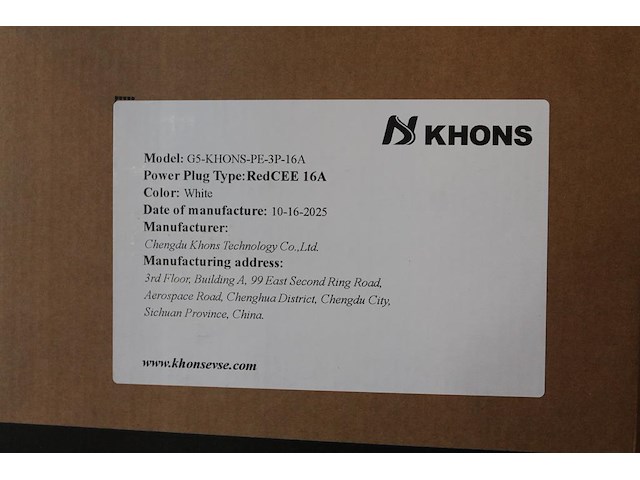 KHONS
Model: G5-KHONS-PE-3P-16A
Power Plug Type:RedCEE 16A
Color: White
Date of manufacture: 10-16-2025
Manufacturer:
Chengdu Khons Technology Co.,Ltd.
Manufacturing address:
3rd Floor, Building A, 99 East Second Ring Road,
Aerospace Road, Chenghua District, Chengdu City,
Sichuan Province, China.
www.khonsevse.com